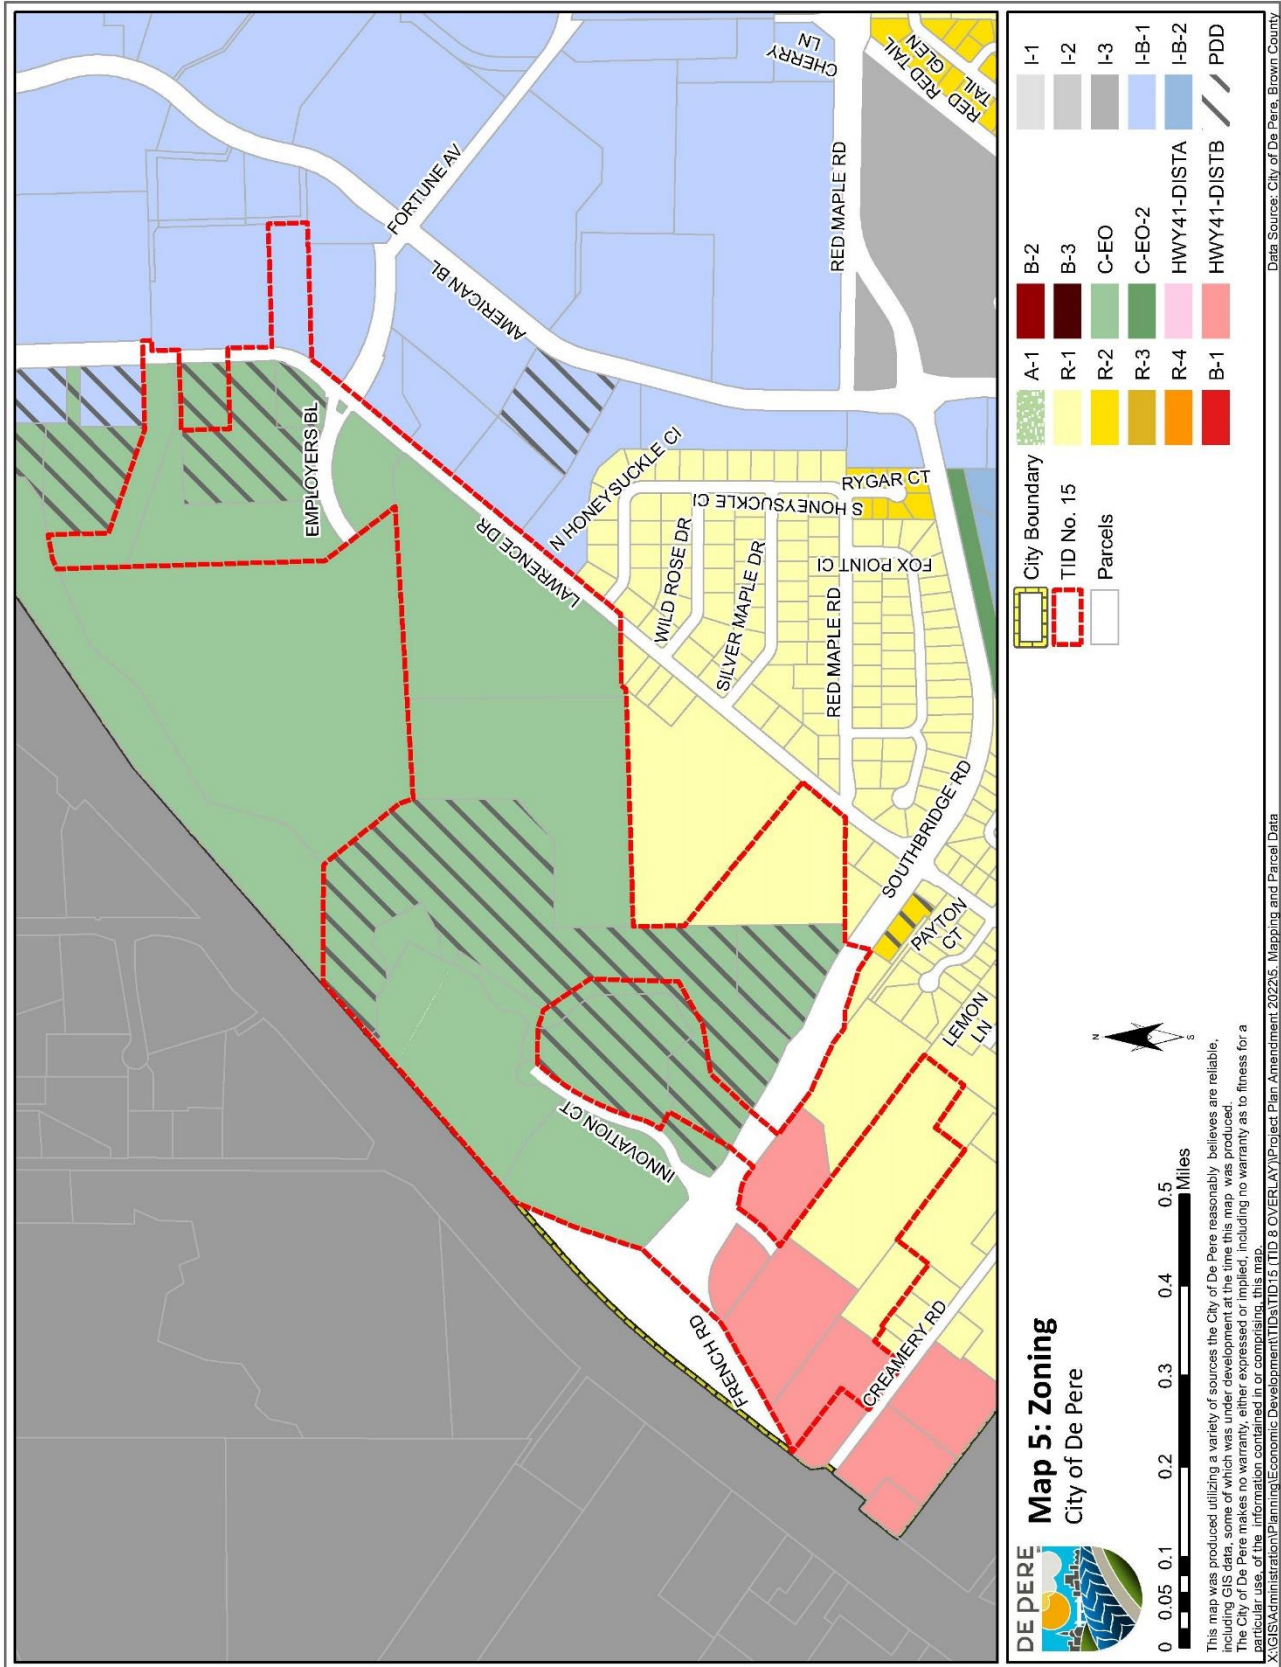 CHERRY
LN
RED TAIL
GLEN
RED
TAIL
FORTUNE AV
AMERICAN BL
RED MAPLE RD
EMPLOYERS BL
LAWRENCE DR
N HONEYSUCKLE CI
S HONEYSUCKLE CI
RYGAR CT
WILD ROSE DR
SILVER MAPLE DR
FOX POINT CI
RED MAPLE RD
SOUTHBRIDGE RD
PAYTON
CT
LEMON
LN
INNOVATION CT
FRENCH RD
CREAMERY RD
DE PERE
Map 5: Zoning
City of De Pere
0 0.05 0.1 0.2 0.3 0.4 0.5
Miles
N
S
This map was produced utilizing a variety of sources the City of De Pere reasonably believes are reliable,
including GIS data, some of which was under development at the time this map was produced.
The City of De Pere makes no warranty, either expressed or implied, including no warranty as to fitness for a
particular use, of the information contained in or comprising, this map.
City Boundary
TID No. 15
Parcels
A-1
R-1
R-2
R-3
R-4
B-1
B-2
B-3
C-EO
C-EO-2
HWY41-DISTA
HWY41-DISTB
I-1
I-2
I-3
I-B-1
I-B-2
PDD
X:\GIS\Administration\Planning\Economic Development\TIDs\TID15 (TID 8 OVERLAY)\Project Plan Amendment 2022\5. Mapping and Parcel Data
Data Source: City of De Pere, Brown County